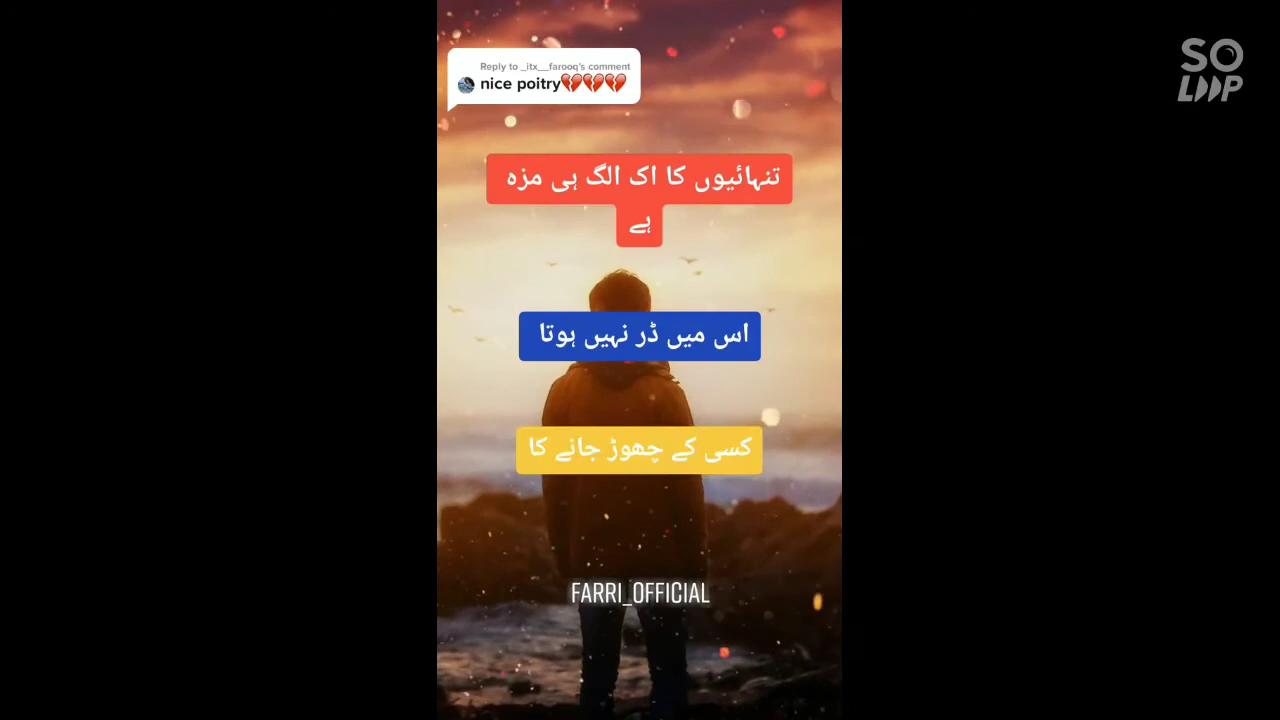 SO
LOOP
Reply to _itx__farooq's comment
nice poitry💔💔💔
تنہائیوں کا اک الگ ہی مزہ
ہے
اس میں ڈر نہیں ہوتا
کسی کے چھوڑ جانے کا
FARRI_OFFICIAL